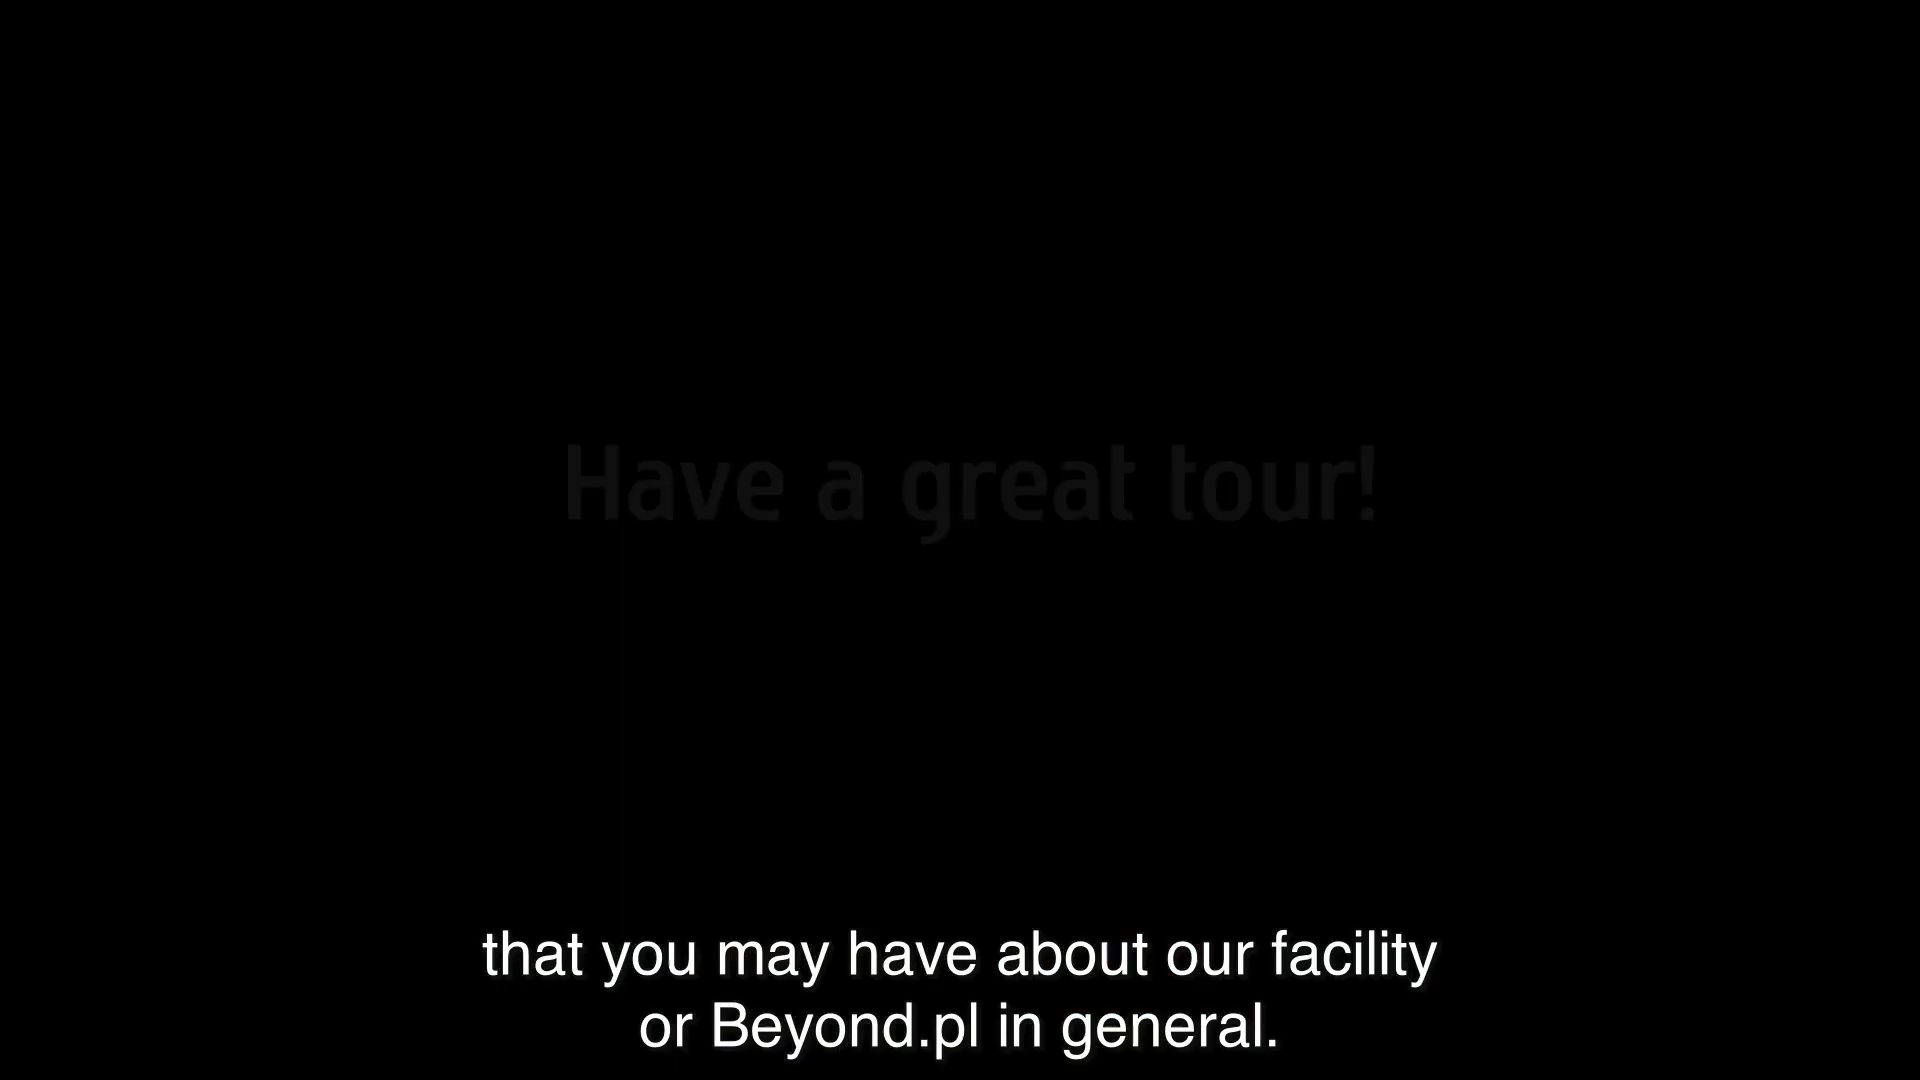 Have a great tour!
that you may have about our facility
or Beyond.pl in general.